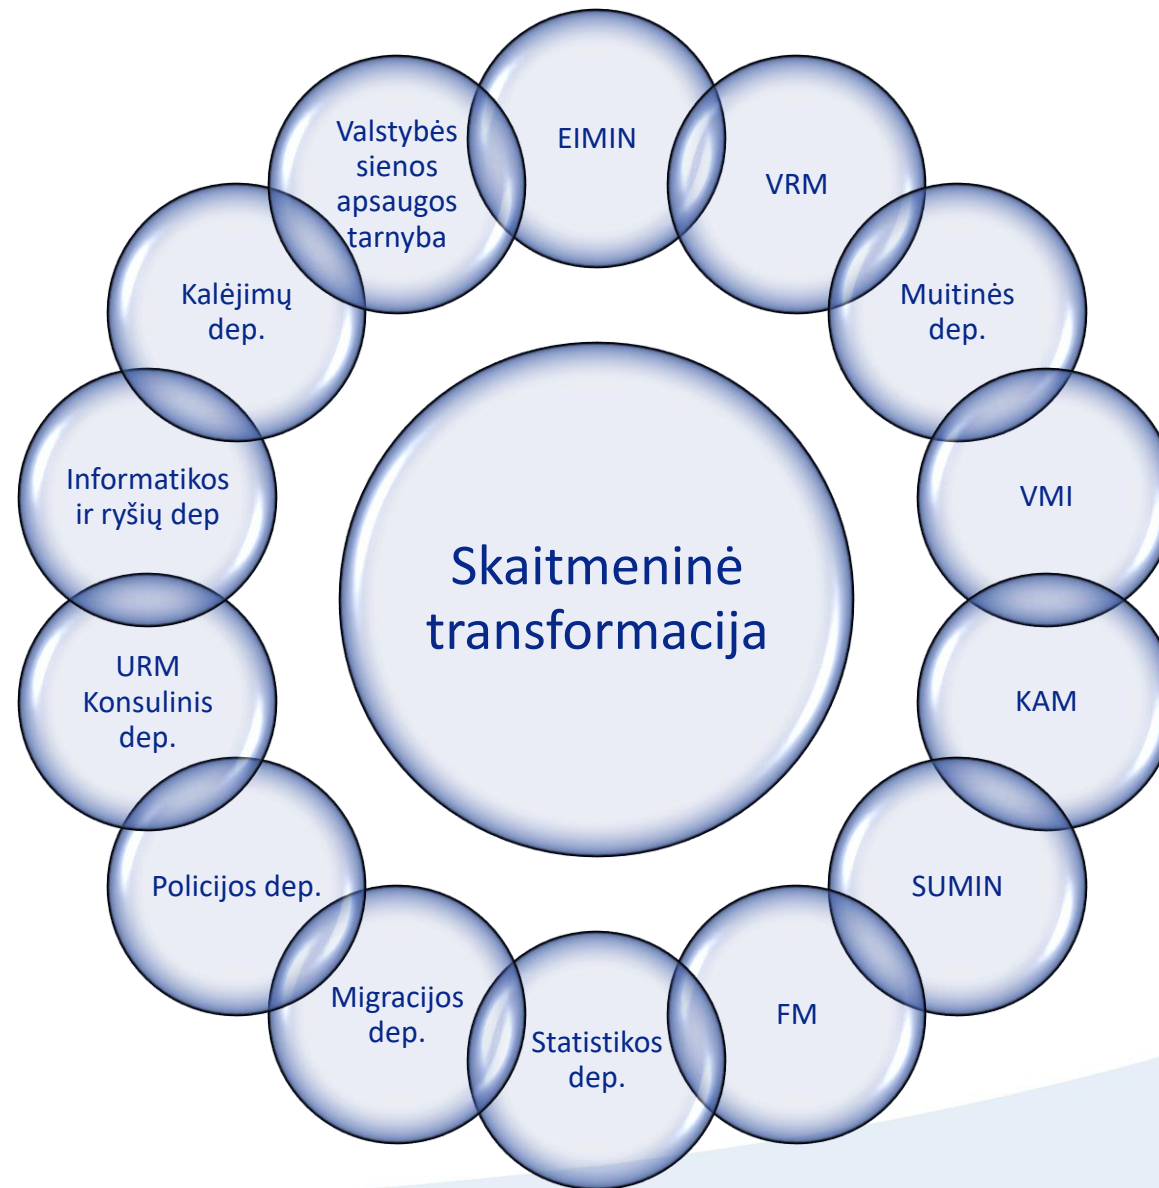 EIMIN
VRM
Muitinės
dep.
VMI
KAM
SUMIN
FM
Statistikos
dep.
Migracijos
dep.
Policijos dep.
URM
Konsulinis
dep.
Informatikos
ir ryšių dep
Kalėjimų
dep.
Valstybės
sienos
apsaugos
tarnyba
Skaitmeninė
transformacija